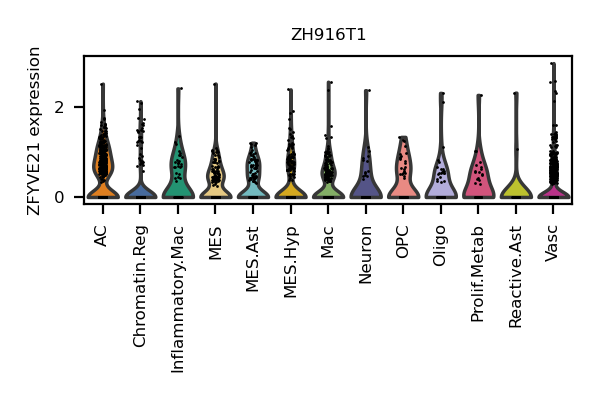 ZH916T1
ZFYVE21 expression
2
0
AC
Chromatin.Reg
Inflammatory.Mac
MES
MES.Ast
MES.Hyp
Mac
Neuron
OPC
Oligo
Prolif.Metab
Reactive.Ast
Vasc